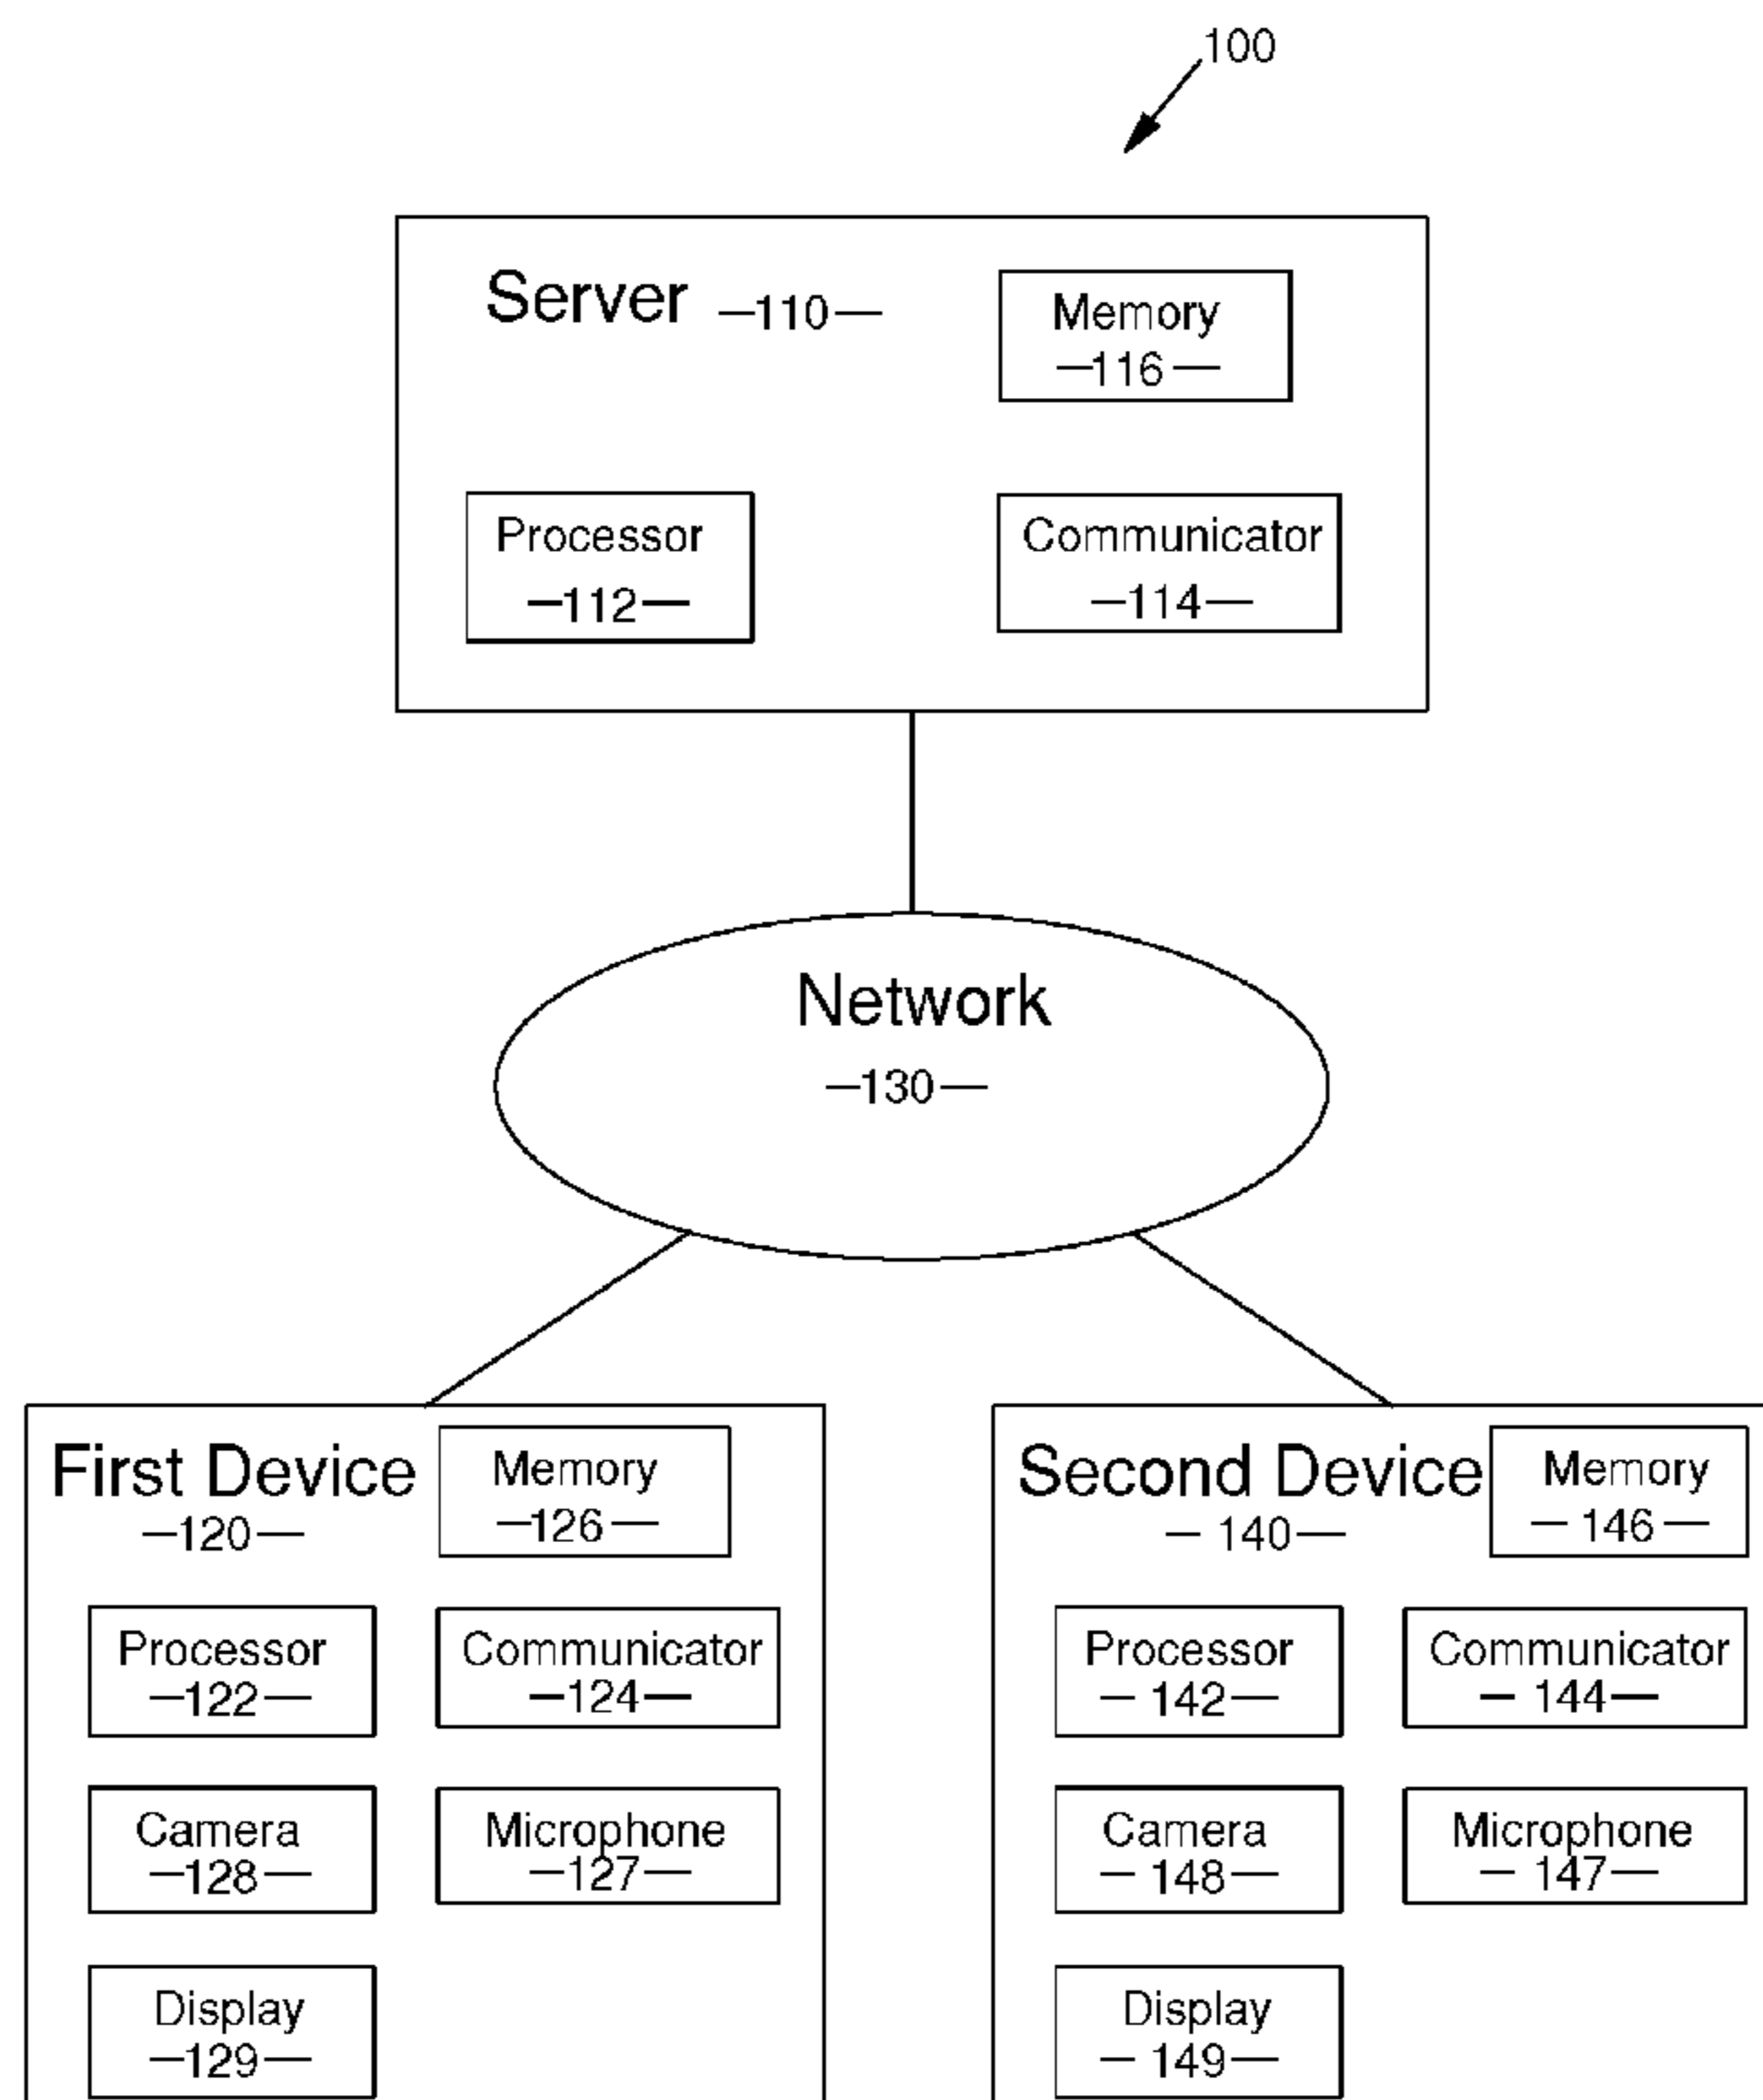 100
Server —110—
Memory
—116—
Processor
—112—
Communicator
—114—
Network
—130—
First Device
—120—
Memory
—126—
Processor
—122—
Communicator
—124—
Camera
—128—
Microphone
—127—
Display
—129—
Second Device
— 140—
Memory
— 146—
Processor
— 142—
Communicator
— 144—
Camera
— 148—
Microphone
— 147—
Display
— 149—